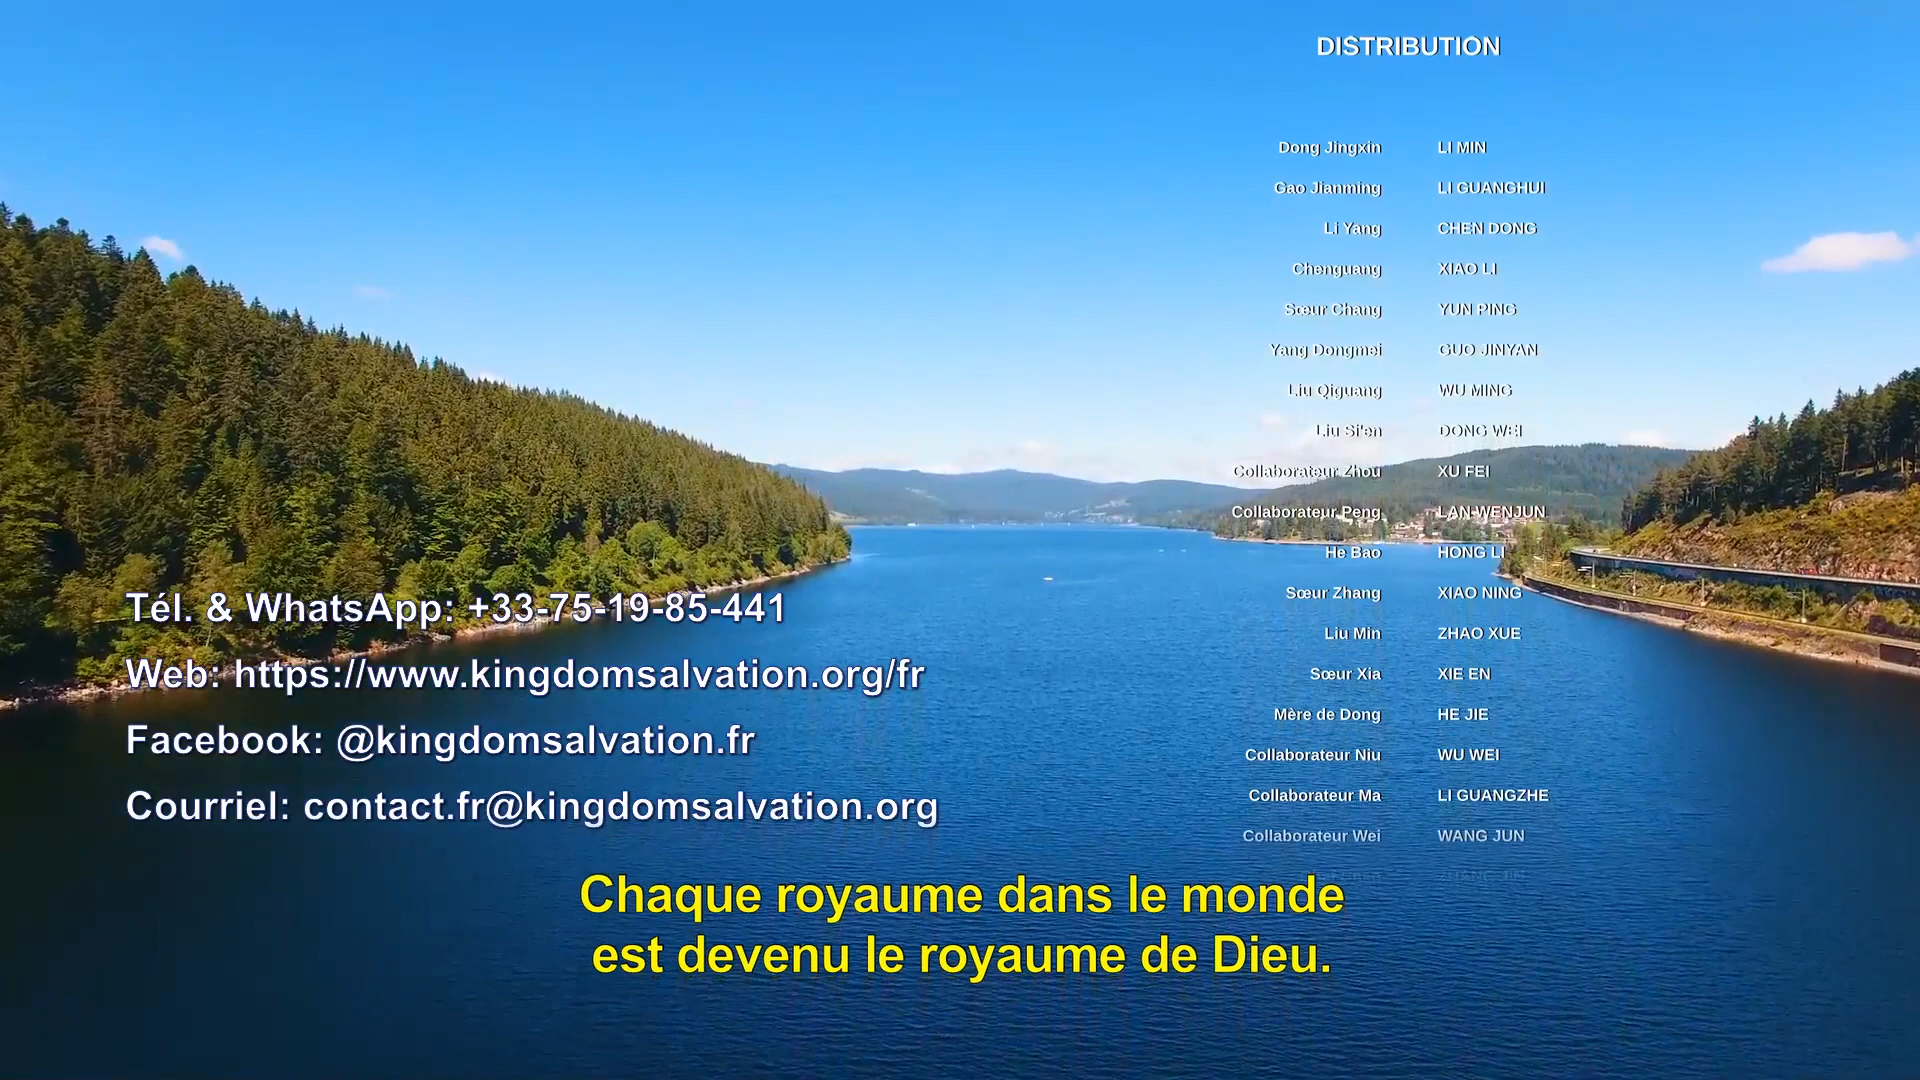 DISTRIBUTION
Dong Jingxin LI MIN
Gao Jianming LI GUANGHUI
Li Yang CHEN DONG
Chenguang XIAO LI
Sœur Chang YUN PING
Yang Dongmei GUO JINYAN
Liu Qiguang WU MING
Liu Si'en DONG WEI
Collaborateur Zhou XU FEI
Collaborateur Peng LAN WENJUN
He Bao HONG LI
Sœur Zhang XIAO NING
Liu Min ZHAO XUE
Sœur Xia XIE EN
Mère de Dong HE JIE
Collaborateur Niu WU WEI
Collaborateur Ma LI GUANGZHE
Collaborateur Wei WANG JUN
Tél. & WhatsApp: +33-75-19-85-441
Web: https://www.kingdomsalvation.org/fr
Facebook: @kingdomsalvation.fr
Courriel: contact.fr@kingdomsalvation.org
Chaque royaume dans le monde
est devenu le royaume de Dieu.